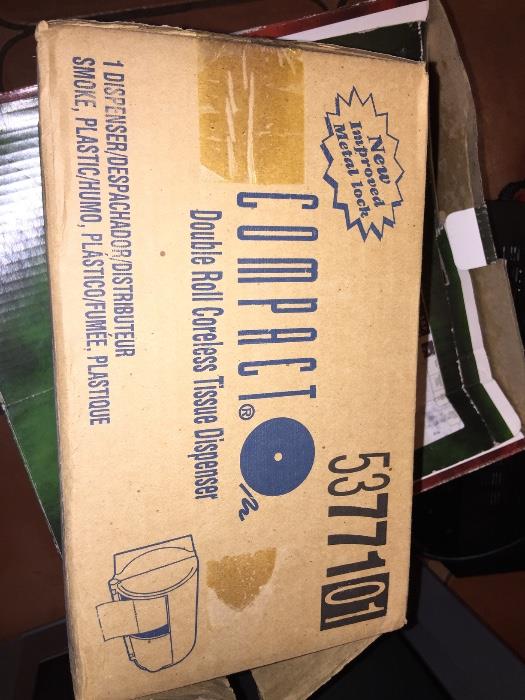 New
Improved
Metal lock
COMPACT®
Double Roll Coreless Tissue Dispenser
5377101
1 DISPENSER/DESPACHADOR/DISTRIBUTEUR
SMOKE, PLASTIC/HUMO, PLÁSTICO/FUMÉE, PLASTIQUE